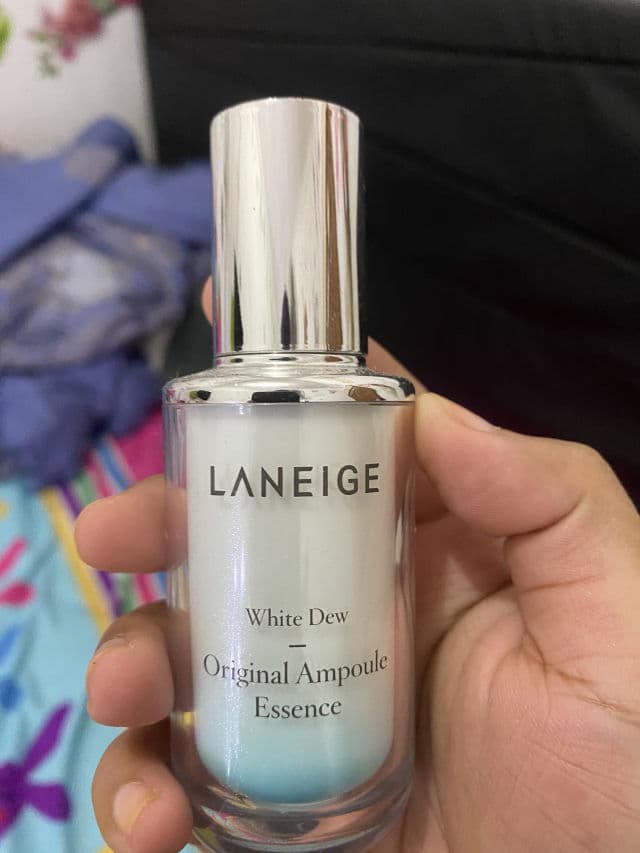 LANEIGE
White Dew
Original Ampoule
Essence